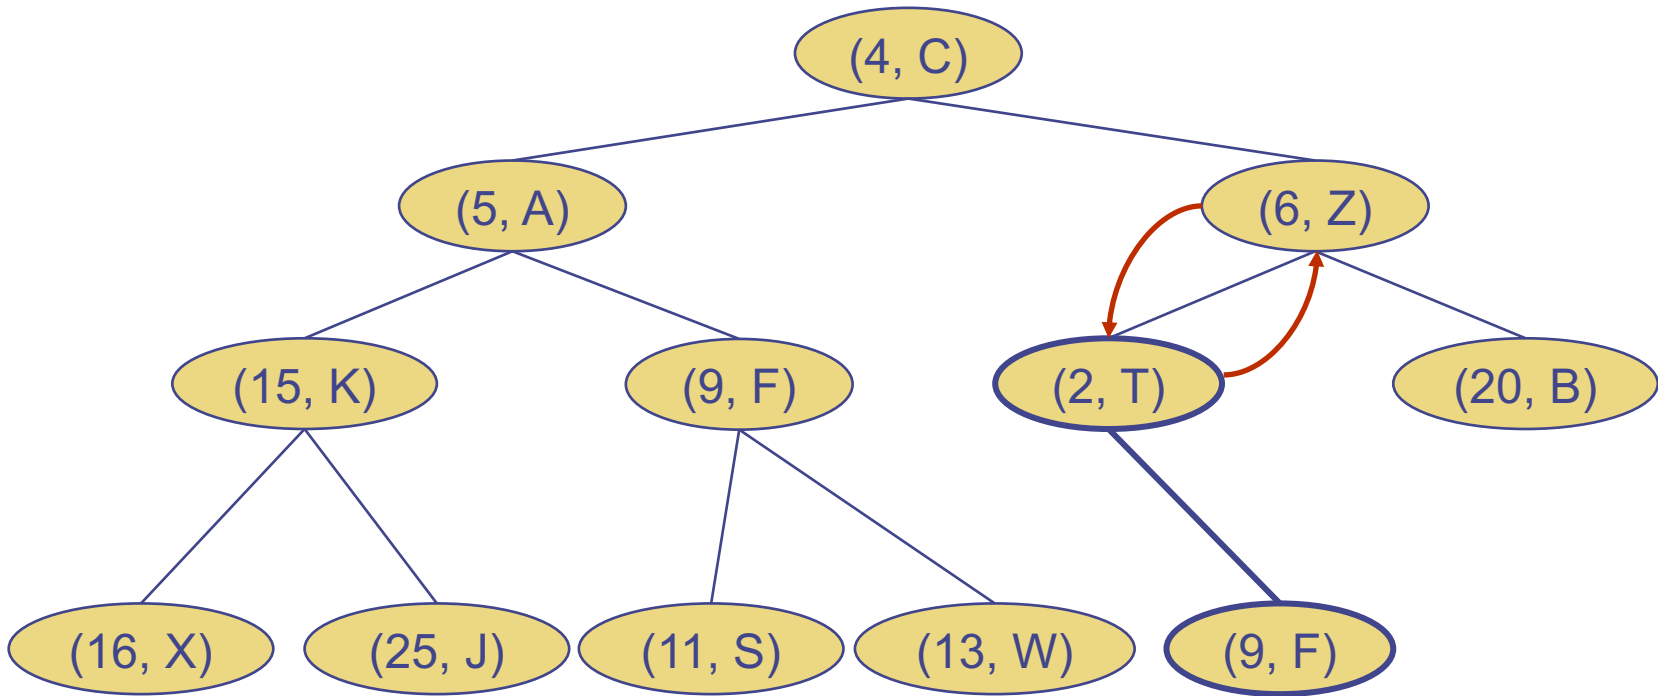 (4, C)
(5, A)
(6, Z)
(15, K)
(9, F)
(2, T)
(20, B)
(16, X)
(25, J)
(11, S)
(13, W)
(9, F)